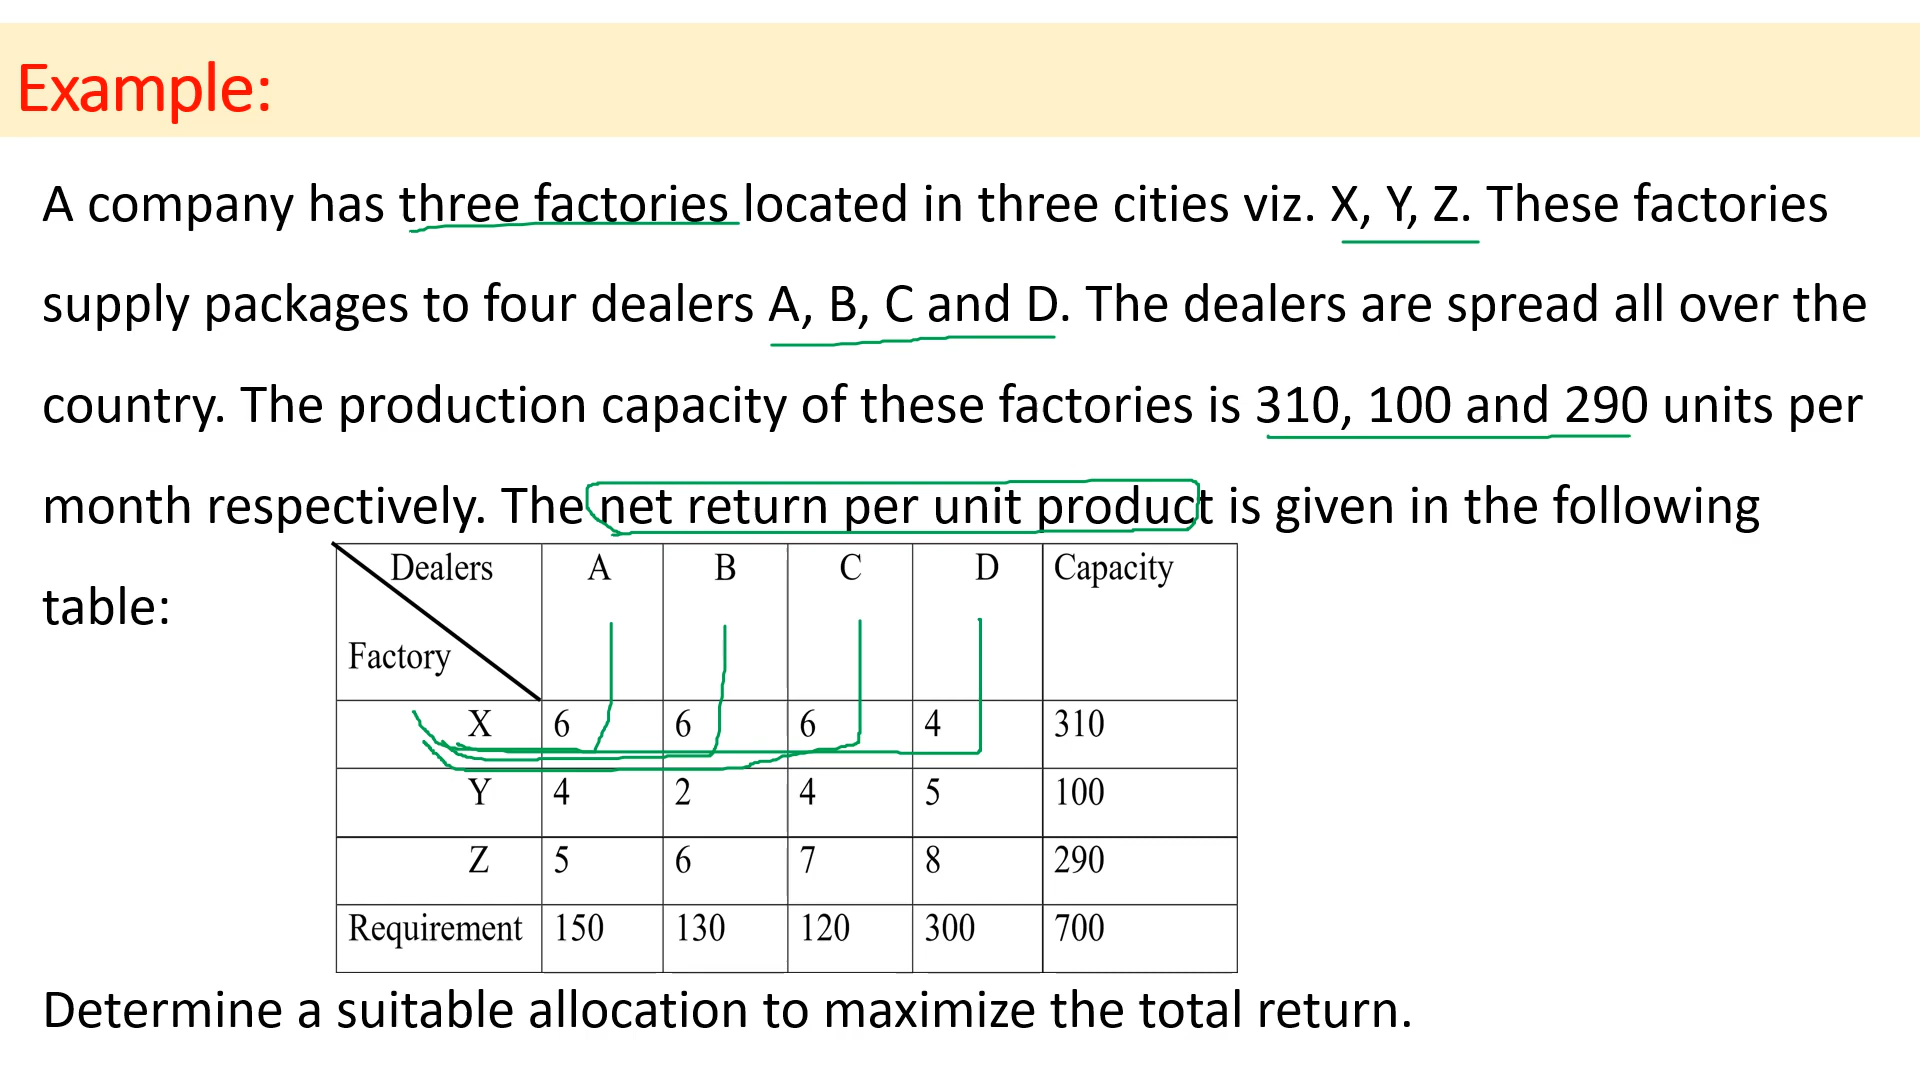 Example:
A company has three factories located in three cities viz. X, Y, Z. These factories
supply packages to four dealers A, B, C and D. The dealers are spread all over the
country. The production capacity of these factories is 310, 100 and 290 units per
month respectively. The net return per unit product is given in the following
table:
Dealers A B C D Capacity
Factory
X 6 6 6 4 310
Y 4 2 4 5 100
Z 5 6 7 8 290
Requirement 150 130 120 300 700
Determine a suitable allocation to maximize the total return.